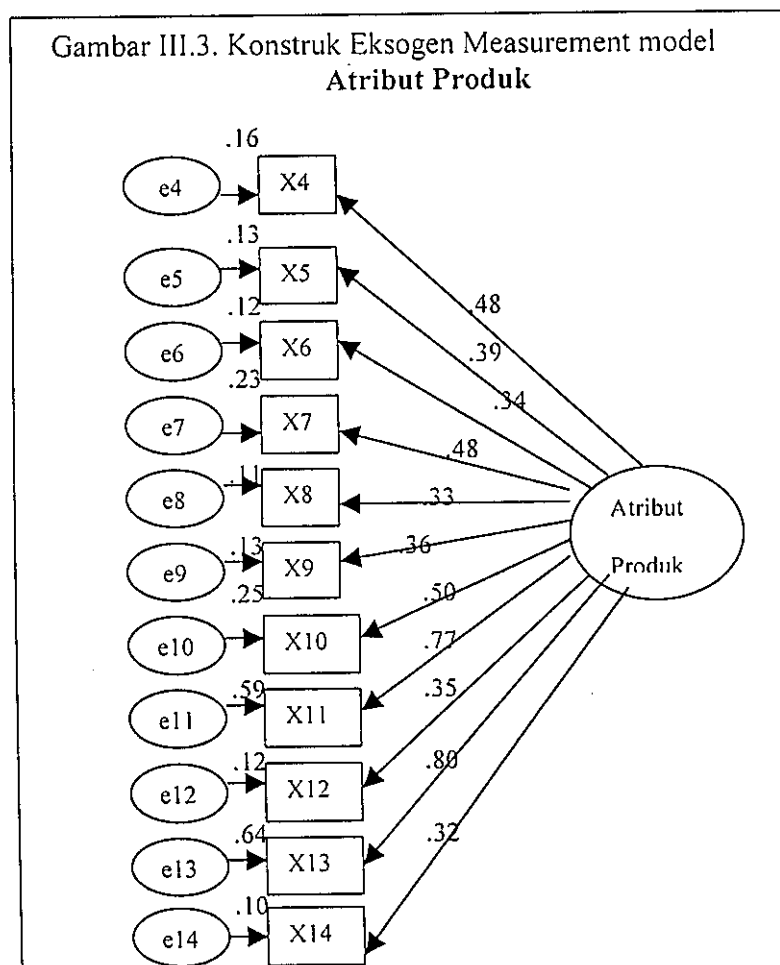 Gambar III.3. Konstruk Eksogen Measurement model
Atribut Produk
.16
e4
X4
.13
e5
X5
.48
.12
e6
X6
.39
.34
.23
e7
X7
.48
.11
e8
X8
.33
Atribut
Produk
.13
e9
X9
.36
.25
e10
X10
.50
.77
.59
e11
X11
.35
.12
e12
X12
.80
.64
e13
X13
.32
.10
e14
X14